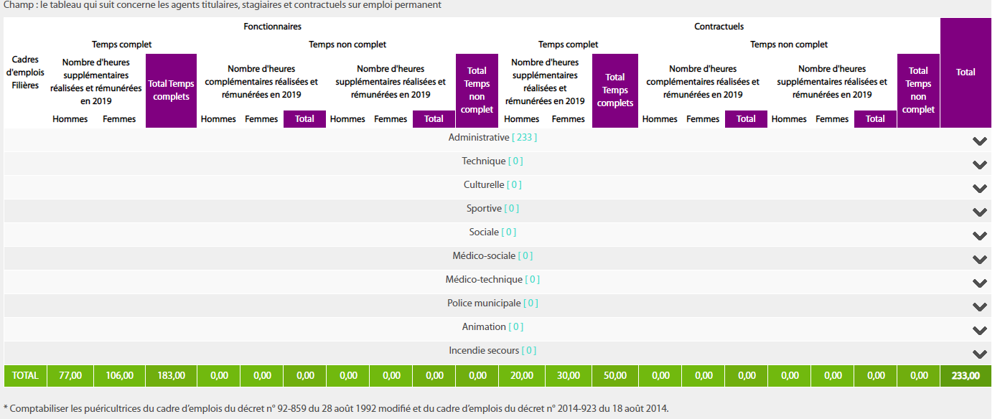 Champ : le tableau qui suit concerne les agents titulaires, stagiaires et contractuels sur emploi permanent
Fonctionnaires Contractuels
Temps complet Temps non complet Temps complet Temps non complet
Cadres d'emplois Filières
Nombre d'heures supplémentaires réalisées et rémunérées en 2019
Total Temps complets
Nombre d'heures complémentaires réalisées et rémunérées en 2019
Nombre d'heures supplémentaires réalisées et rémunérées en 2019
Total Temps non complet
Nombre d'heures supplémentaires réalisées et rémunérées en 2019
Total Temps complets
Nombre d'heures complémentaires réalisées et rémunérées en 2019
Nombre d'heures supplémentaires réalisées et rémunérées en 2019
Total Temps non complet
Total
Hommes Femmes Hommes Femmes Total Hommes Femmes Total Hommes Femmes Hommes Femmes Total Hommes Femmes Total
Administrative [ 233 ]
Technique [ 0 ]
Culturelle [ 0 ]
Sportive [ 0 ]
Sociale [ 0 ]
Médico-sociale [ 0 ]
Médico-technique [ 0 ]
Police municipale [ 0 ]
Animation [ 0 ]
Incendie secours [ 0 ]
TOTAL 77,00 106,00 183,00 0,00 0,00 0,00 0,00 0,00 0,00 0,00 20,00 30,00 50,00 0,00 0,00 0,00 0,00 0,00 0,00 0,00 233,00
* Comptabiliser les puéricultrices du cadre d'emplois du décret n° 92-859 du 28 août 1992 modifié et du cadre d'emplois du décret n° 2014-923 du 18 août 2014.